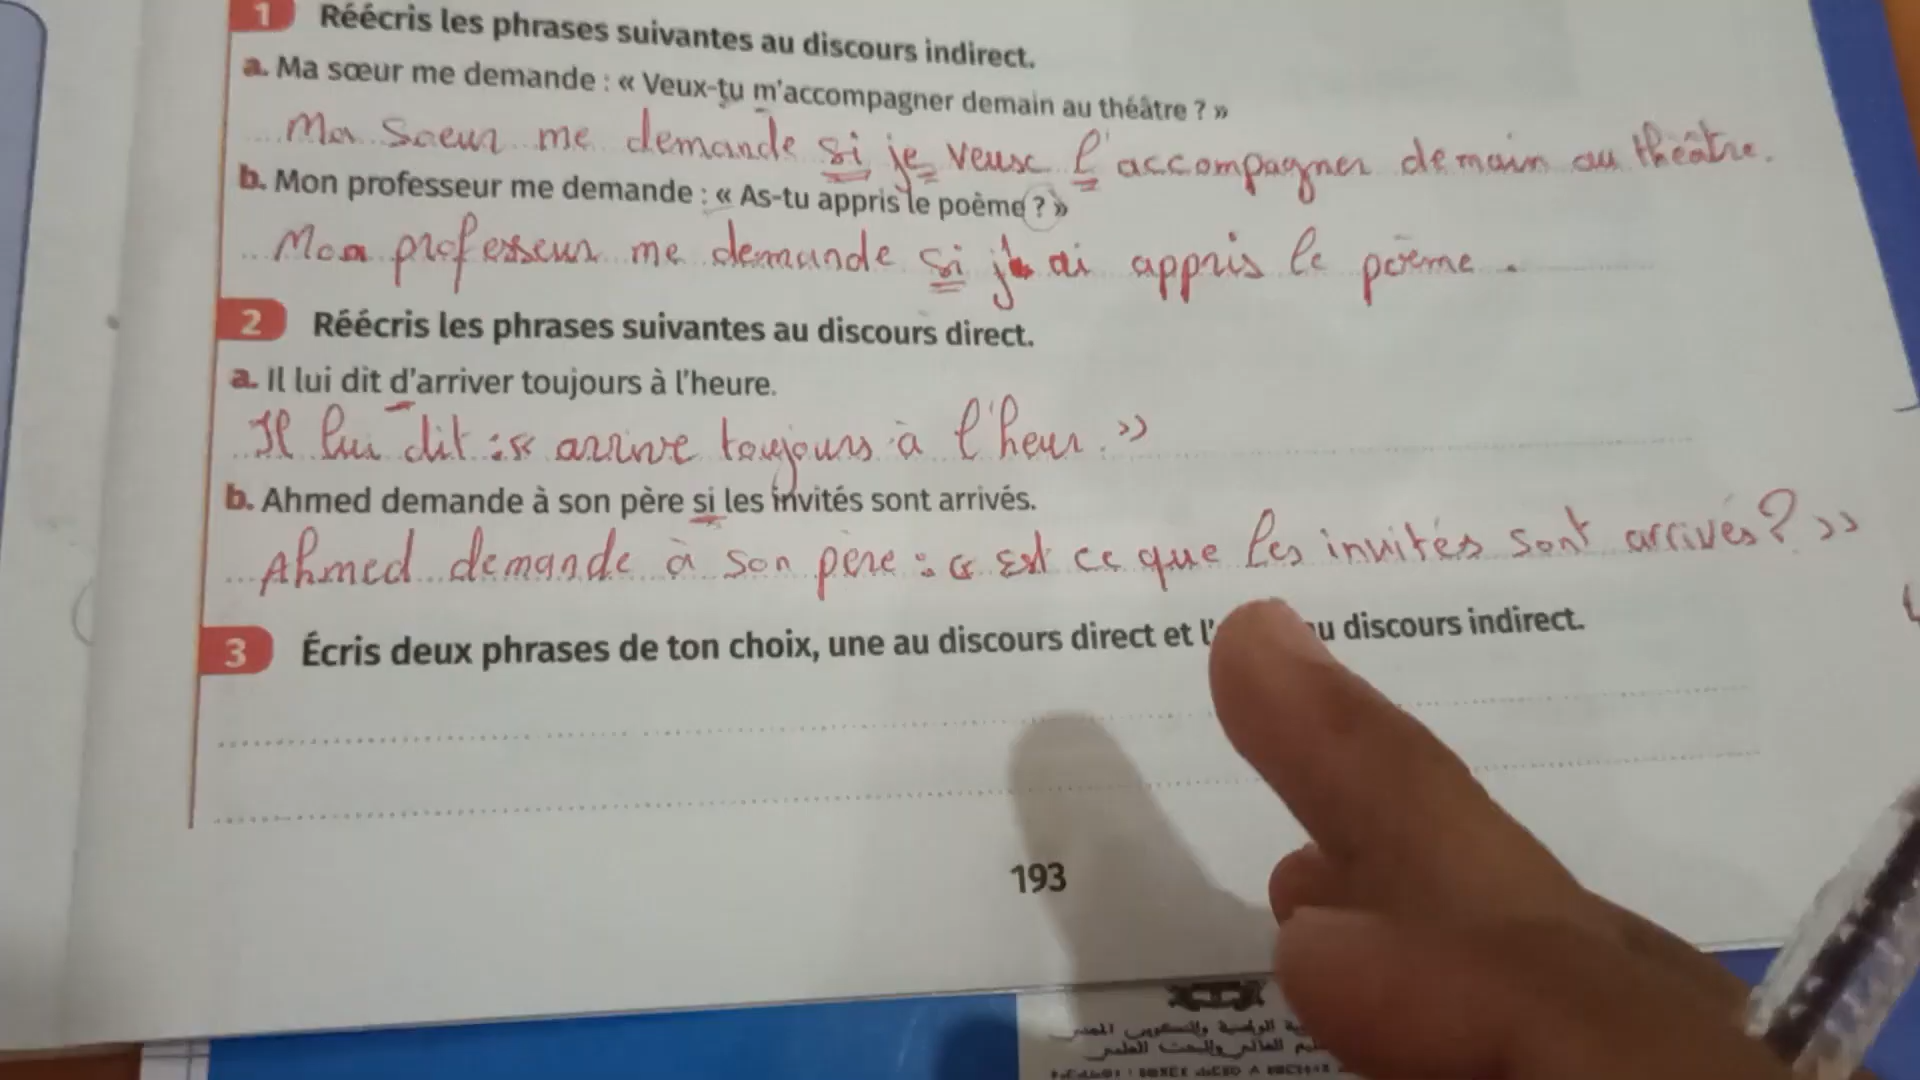 1 Réécris les phrases suivantes au discours indirect.
a. Ma sœur me demande : « Veux-tu m'accompagner demain au théâtre ? »
Ma soeur me demande si je veux l'accompagner demain au théâtre.
b. Mon professeur me demande : « As-tu appris le poème ? »
Mon professeur me demande si j'ai appris le poème.
2 Réécris les phrases suivantes au discours direct.
a. Il lui dit d'arriver toujours à l'heure.
Il lui dit : « arrive toujours à l'heur. »
b. Ahmed demande à son père si les invités sont arrivés.
Ahmed demande à son père : « Est ce que les invités sont arrivés ? »
3 Écris deux phrases de ton choix, une au discours direct et l' u discours indirect.
193